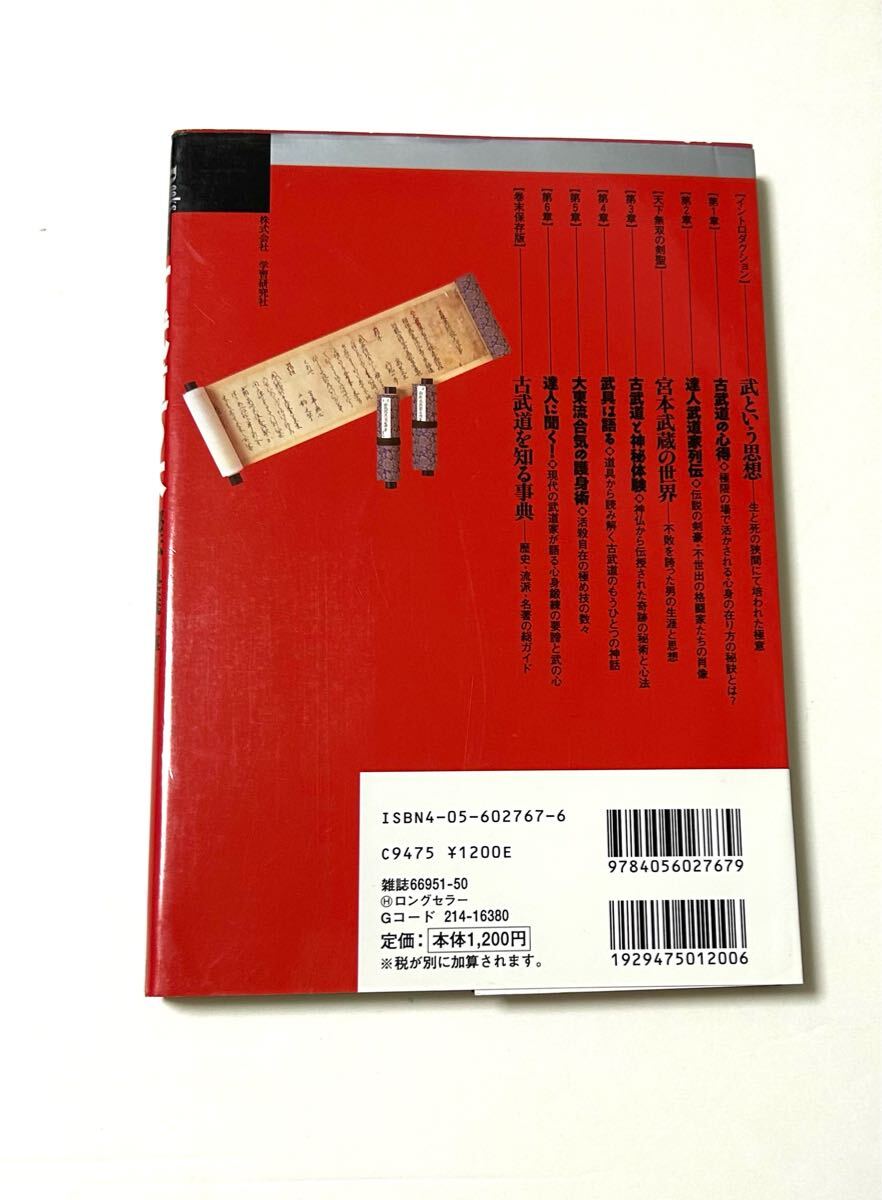 [イントロダクション]──武という思想──生と死の狭間にて培われた極意
[第1章]──古武道の心得◇極限の場で活かされる心身の在り方の秘訣とは?
[第2章]──達人武道家列伝◇伝説の剣豪・不世出の格闘家たちの肖像
[天下無双の剣聖]──宮本武蔵の世界──不敗を誇った男の生涯と思想
[第3章]──古武道と神秘体験◇神仏から伝授された奇跡の秘術と心法
[第4章]──武具は語る◇道具から読み解く古武道のもうひとつの神話
[第5章]──大東流合気の護身術◇活殺自在の極め技の数々
[第6章]──達人に聞く!◇現代の武道家が語る心身鍛練の要諦と武の心
[巻末保存版]──古武道を知る事典──歴史・流派・名著の総ガイド
株式会社 学習研究社
Books
ISBN4-05-602767-6
C9475 ¥1200E
雑誌66951-50
Ⓗロングセラー
Gコード 214-16380
定価:本体1,200円
※税が別に加算されます。
9784056027679
1929475012006